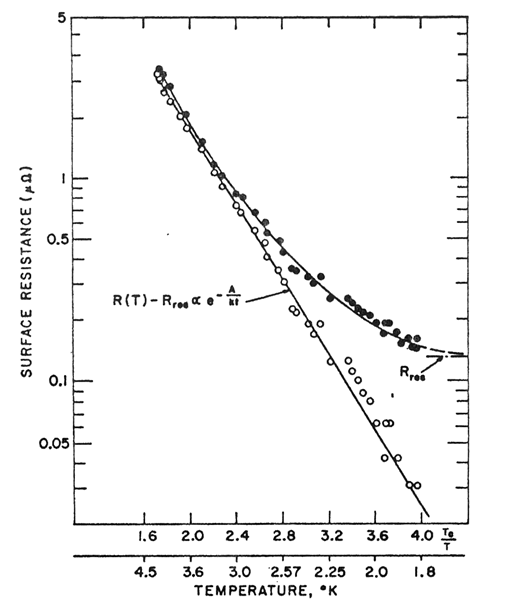 5
1
0.5
0.1
0.05
SURFACE RESISTANCE (μΩ)
R(T) - Rres ∝ e^- Δ/kt
Rres
1.6 2.0 2.4 2.8 3.2 3.6 4.0 Tc/T
4.5 3.6 3.0 2.57 2.25 2.0 1.8
TEMPERATURE, °K